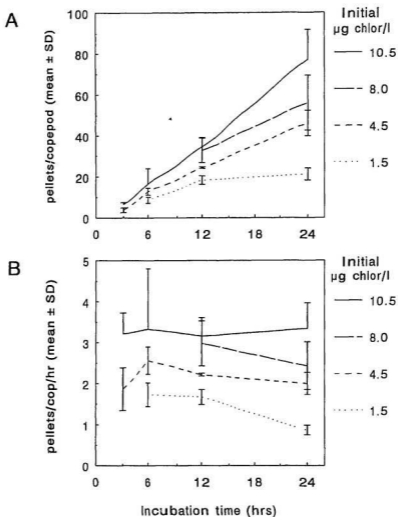 A
pellets/copepod (mean ± SD)
100
80
60
40
20
0
0 6 12 18 24
Initial
µg chlor/l
10.5
8.0
4.5
1.5
B
pellets/cop/hr (mean ± SD)
5
4
3
2
1
0
0 6 12 18 24
Incubation time (hrs)
Initial
µg chlor/l
10.5
8.0
4.5
1.5